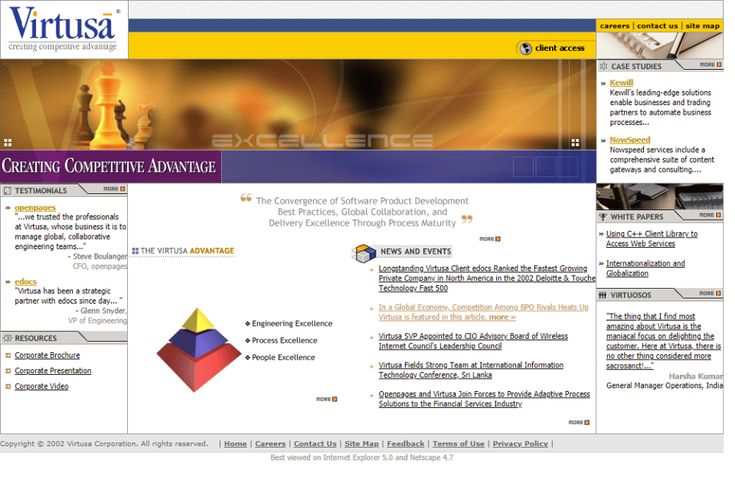 Virtusa®
creating competitive advantage
careers | contact us | site map
client access
EXCELLENCE
CREATING COMPETITIVE ADVANTAGE
TESTIMONIALS
MORE
openpages
"...we trusted the professionals
at Virtusa, whose business it is to
manage global, collaborative
engineering teams..."
- Steve Boulanger
CFO, openpages
edocs
"Virtusa has been a strategic
partner with edocs since day... "
- Glenn Snyder,
VP of Engineering
MORE
RESOURCES
Corporate Brochure
Corporate Presentation
Corporate Video
“ The Convergence of Software Product Development
Best Practices, Global Collaboration, and
Delivery Excellence Through Process Maturity ”
MORE
THE VIRTUSA ADVANTAGE
Engineering Excellence
Process Excellence
People Excellence
MORE
NEWS AND EVENTS
Longstanding Virtusa Client edocs Ranked the Fastest Growing
Private Company in North America in the 2002 Deloitte & Touche
Technology Fast 500
In a Global Economy, Competition Among BPO Rivals Heats Up
Virtusa is featured in this article. more »
Virtusa SVP Appointed to CIO Advisory Board of Wireless
Internet Council's Leadership Council
Virtusa Fields Strong Team at International Information
Technology Conference, Sri Lanka
Openpages and Virtusa Join Forces to Provide Adaptive Process
Solutions to the Financial Services Industry
MORE
CASE STUDIES
MORE
Kewill
Kewill's leading-edge solutions
enable businesses and trading
partners to automate business
processes...
NowSpeed
Nowspeed services include a
comprehensive suite of content
gateways and consulting....
WHITE PAPERS
MORE
Using C++ Client Library to
Access Web Services
Internationalization and
Globalization
VIRTUOSOS
MORE
"The thing that I find most
amazing about Virtusa is the
maniacal focus on delighting the
customer. Here at Virtusa, there is
no other thing considered more
sacrosanct!..."
Harsha Kumar
General Manager Operations, India
Copyright © 2002 Virtusa Corporation. All rights reserved. | Home | Careers | Contact Us | Site Map | Feedback | Terms of Use | Privacy Policy |
Best viewed on Internet Explorer 5.0 and Netscape 4.7